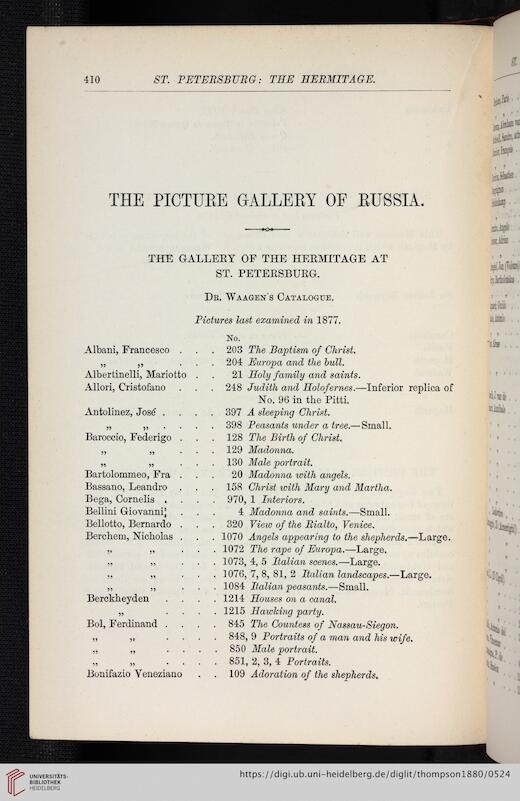 410 ST. PETERSBURG: THE HERMITAGE.
THE PICTURE GALLERY OF RUSSIA.
THE GALLERY OF THE HERMITAGE AT
ST. PETERSBURG.
DR. WAAGEN'S CATALOGUE.
Pictures last examined in 1877.
No.
Albani, Francesco . . . 203 The Baptism of Christ.
„ „ . . . 204 Europa and the bull.
Albertinelli, Mariotto . . 21 Holy family and saints.
Allori, Cristofano . . . 248 Judith and Holofernes.—Inferior replica of
No. 96 in the Pitti.
Antolinez, José . . . . 397 A sleeping Christ.
„ „ . . . . 398 Peasants under a tree.—Small.
Baroccio, Federigo . . . 128 The Birth of Christ.
„ „ . . . 129 Madonna.
„ „ . . . 130 Male portrait.
Bartolommeo, Fra . . . 20 Madonna with angels.
Bassano, Leandro . . . 158 Christ with Mary and Martha.
Bega, Cornelis . . . . 970, 1 Interiors.
Bellini Giovanni . . . 4 Madonna and saints.—Small.
Bellotto, Bernardo . . . 320 View of the Rialto, Venice.
Berchem, Nicholas . . . 1070 Angels appearing to the shepherds.—Large.
„ „ . . . 1072 The rape of Europa.—Large.
„ „ . . . 1073, 4, 5 Italian scenes.—Large.
„ „ . . . 1076, 7, 8, 81, 2 Italian landscapes.—Large.
„ „ . . . 1084 Italian peasants.—Small.
Berckheyden . . . . 1214 Houses on a canal.
„ . . . . 1215 Hawking party.
Bol, Ferdinand . . . . 845 The Countess of Nassau-Siegon.
„ „ . . . . 848, 9 Portraits of a man and his wife.
„ „ . . . . 850 Male portrait.
„ „ . . . . 851, 2, 3, 4 Portraits.
Bonifazio Veneziano . . 109 Adoration of the shepherds.
UNIVERSITÄTS-
BIBLIOTHEK
HEIDELBERG
https://digi.ub.uni-heidelberg.de/diglit/thompson1880/0524